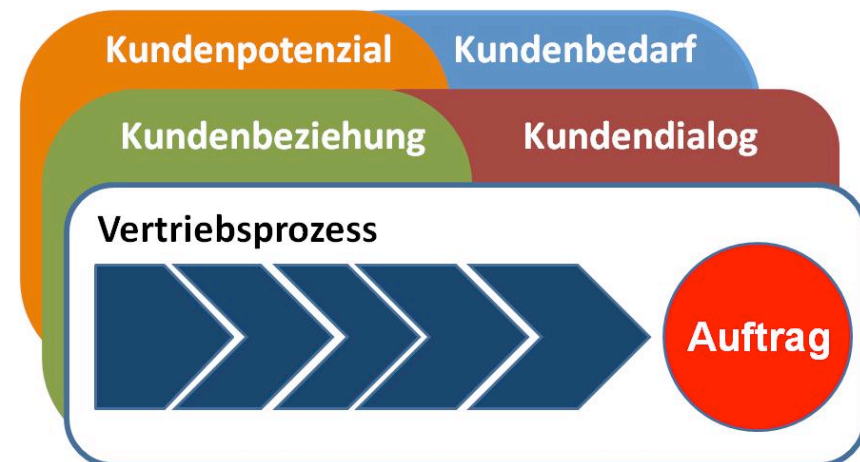 Kundenpotenzial
Kundenbedarf
Kundenbeziehung
Kundendialog
Vertriebsprozess
Auftrag